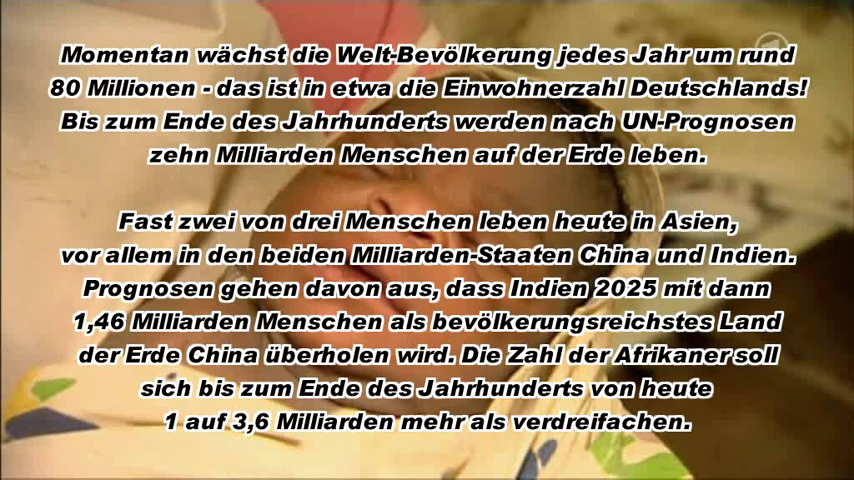 Momentan wächst die Welt-Bevölkerung jedes Jahr um rund
80 Millionen - das ist in etwa die Einwohnerzahl Deutschlands!
Bis zum Ende des Jahrhunderts werden nach UN-Prognosen
zehn Milliarden Menschen auf der Erde leben.
Fast zwei von drei Menschen leben heute in Asien,
vor allem in den beiden Milliarden-Staaten China und Indien.
Prognosen gehen davon aus, dass Indien 2025 mit dann
1,46 Milliarden Menschen als bevölkerungsreichstes Land
der Erde China überholen wird. Die Zahl der Afrikaner soll
sich bis zum Ende des Jahrhunderts von heute
1 auf 3,6 Milliarden mehr als verdreifachen.